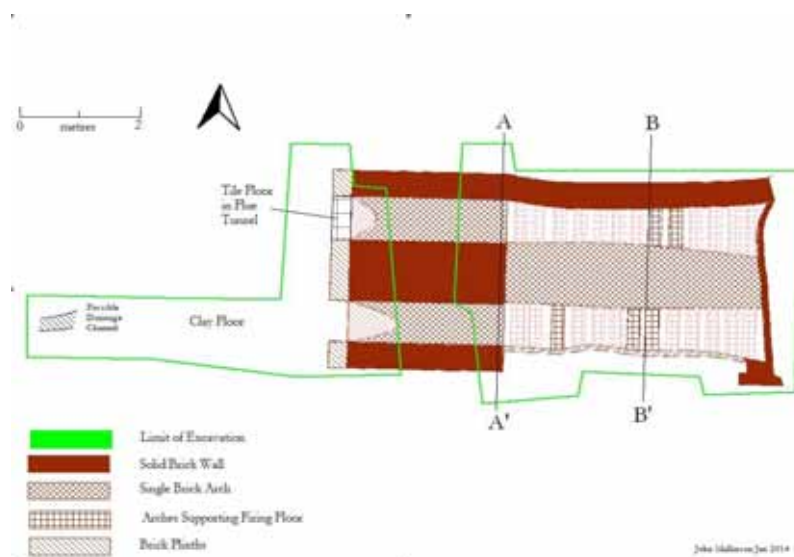 A
B
0
2
metres
Tile Floor
in Flue
Tunnel
Possible
Drainage
Channel
Clay Floor
A'
B'
Limit of Excavation
Solid Brick Wall
Single Brick Arch
Arches Supporting Firing Floor
Brick Plinths
John Jan 2014